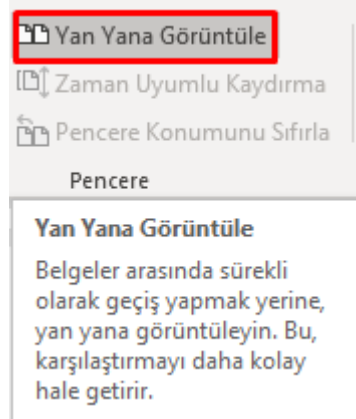 Yan Yana Görüntüle
Zaman Uyumlu Kaydırma
Pencere Konumunu Sıfırla
Pencere
Yan Yana Görüntüle
Belgeler arasında sürekli
olarak geçiş yapmak yerine,
yan yana görüntüleyin. Bu,
karşılaştırmayı daha kolay
hale getirir.